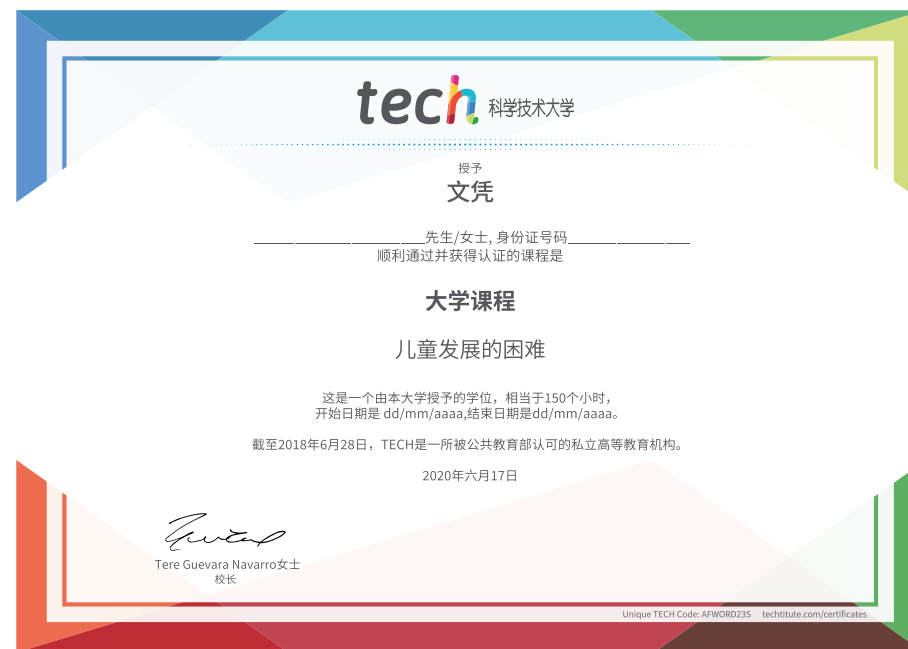 tech 科学技术大学
授予
文凭
______________________先生/女士, 身份证号码________________
顺利通过并获得认证的课程是
大学课程
儿童发展的困难
这是一个由本大学授予的学位，相当于150个小时，
开始日期是 dd/mm/aaaa,结束日期是dd/mm/aaaa。
截至2018年6月28日，TECH是一所被公共教育部认可的私立高等教育机构。
2020年六月17日
Tere Guevara Navarro女士
校长
Unique TECH Code: AFWORD23S techtitute.com/certificates